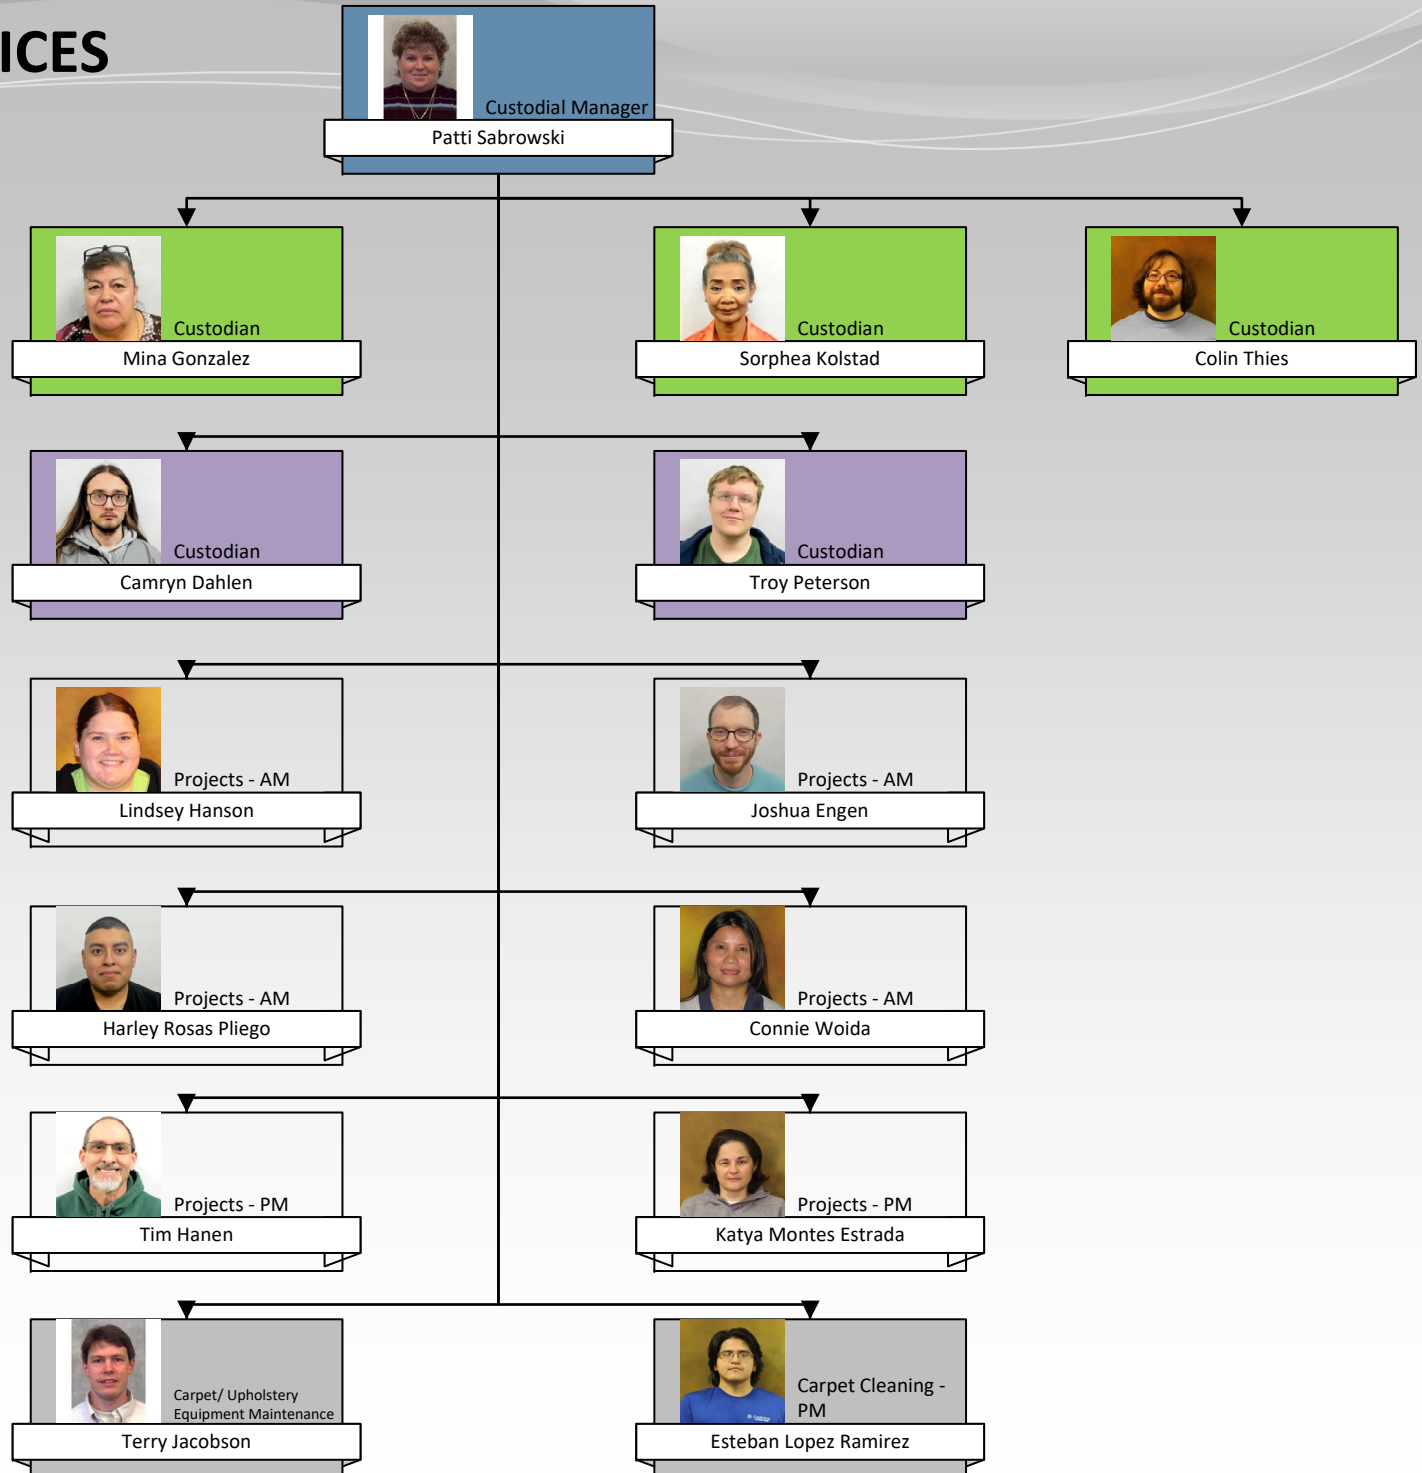 ICES
Custodial Manager
Patti Sabrowski
Custodian
Mina Gonzalez
Custodian
Sorphea Kolstad
Custodian
Colin Thies
Custodian
Camryn Dahlen
Custodian
Troy Peterson
Projects - AM
Lindsey Hanson
Projects - AM
Joshua Engen
Projects - AM
Harley Rosas Pliego
Projects - AM
Connie Woida
Projects - PM
Tim Hanen
Projects - PM
Katya Montes Estrada
Carpet/ Upholstery
Equipment Maintenance
Terry Jacobson
Carpet Cleaning -
PM
Esteban Lopez Ramirez